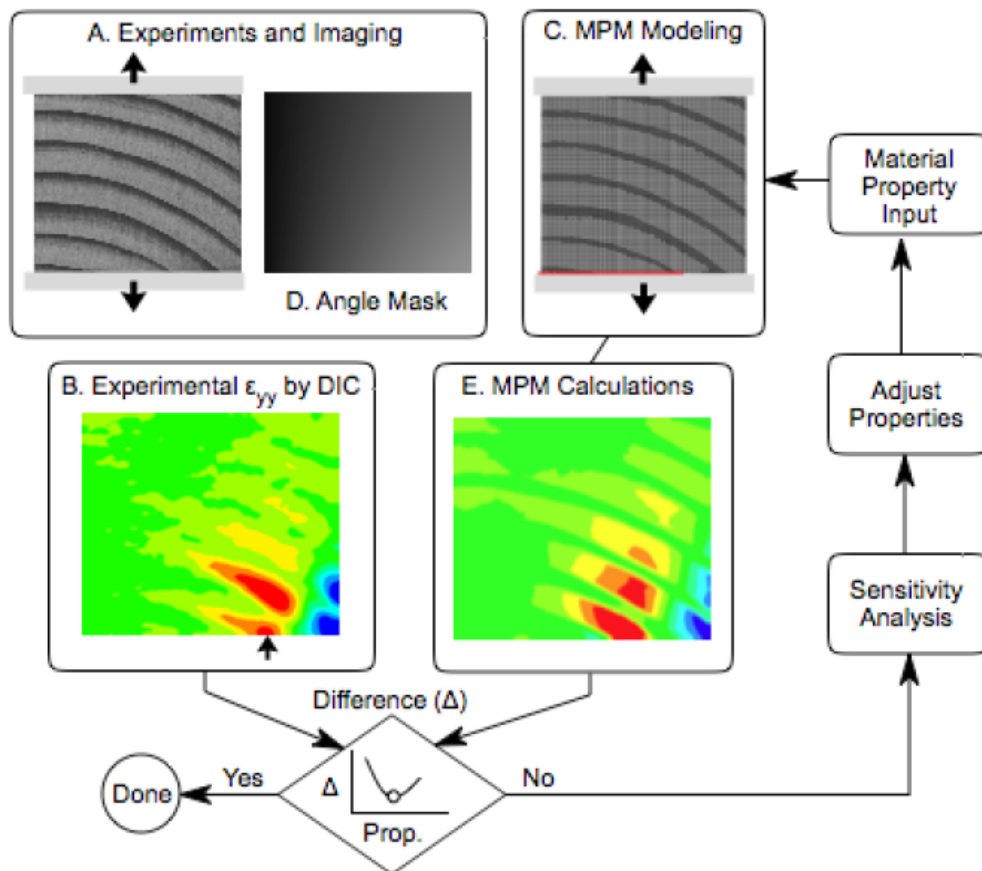 A. Experiments and Imaging
D. Angle Mask
C. MPM Modeling
Material
Property
Input
B. Experimental εyy by DIC
E. MPM Calculations
Adjust
Properties
Sensitivity
Analysis
Difference (Δ)
Done
Yes
Δ
Prop.
No